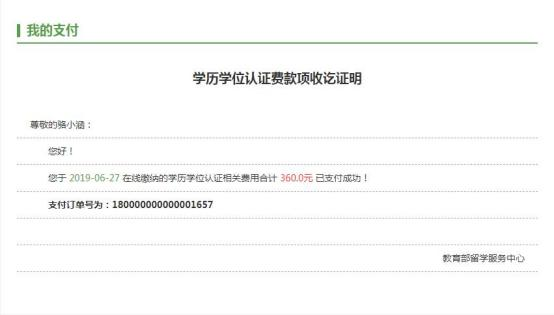 我的支付
学历学位认证费款项收讫证明
尊敬的骆小涵：
您好！
您于 2019-06-27 在线缴纳的学历学位认证相关费用合计 360.0元 已支付成功！
支付订单号为：180000000000001657
教育部留学服务中心